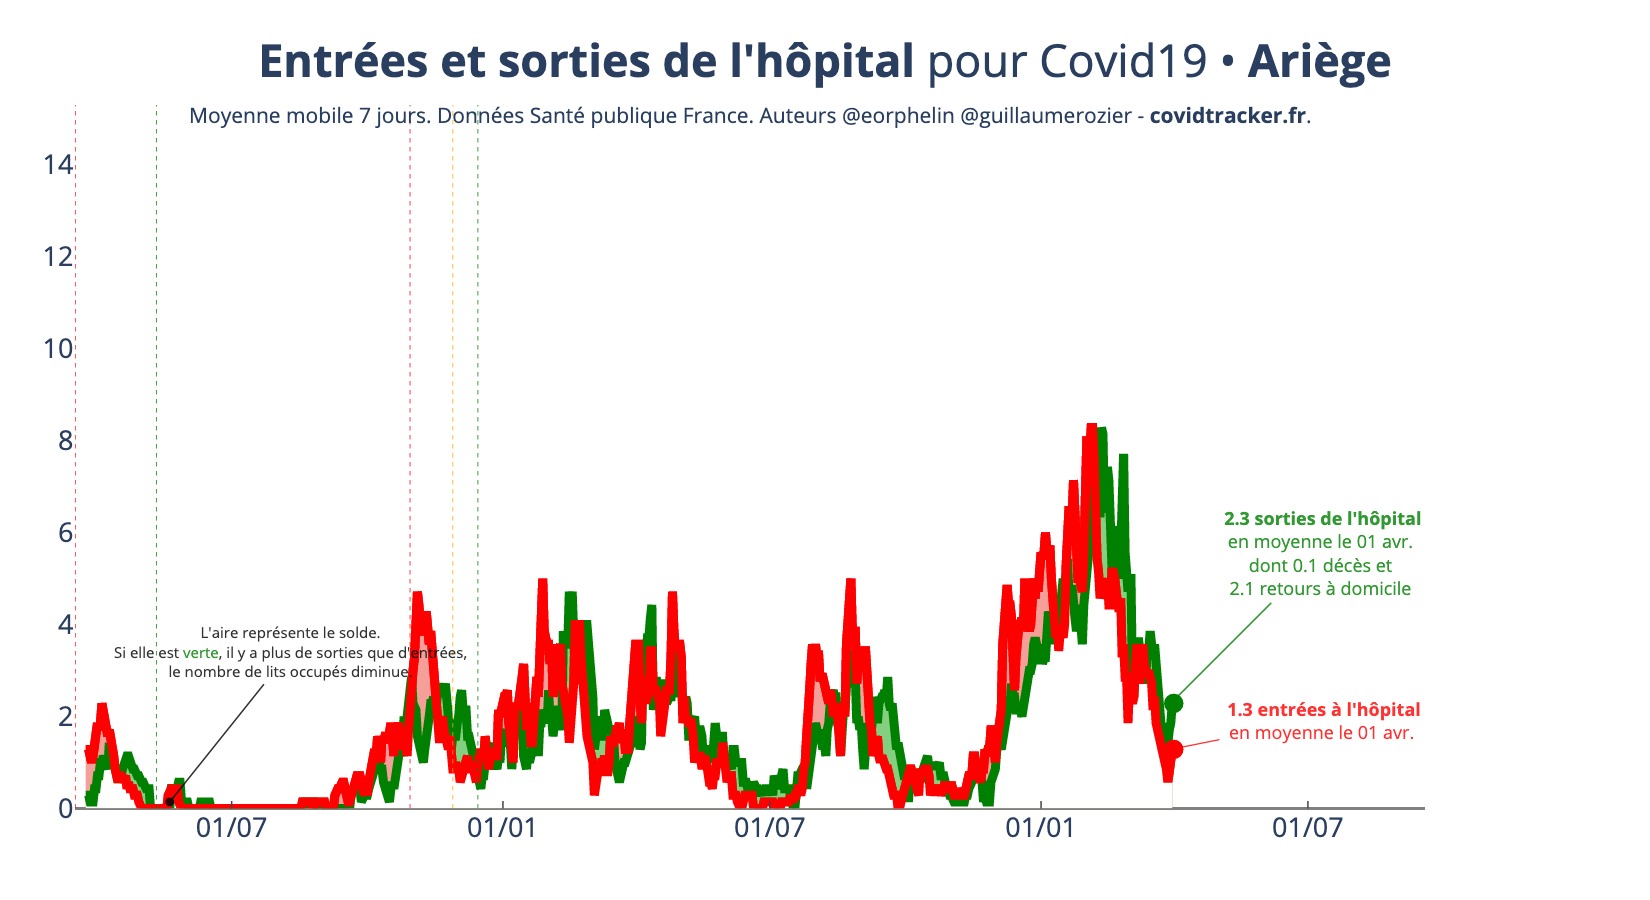 Entrées et sorties de l'hôpital pour Covid19 • Ariège
Moyenne mobile 7 jours. Données Santé publique France. Auteurs @eorphelin @guillaumerozier - covidtracker.fr.
14
12
10
8
6
4
2
0
2.3 sorties de l'hôpital
en moyenne le 01 avr.
dont 0.1 décès et
2.1 retours à domicile
L'aire représente le solde.
Si elle est verte, il y a plus de sorties que d'entrées,
le nombre de lits occupés diminue.
1.3 entrées à l'hôpital
en moyenne le 01 avr.
01/07
01/01
01/07
01/01
01/07